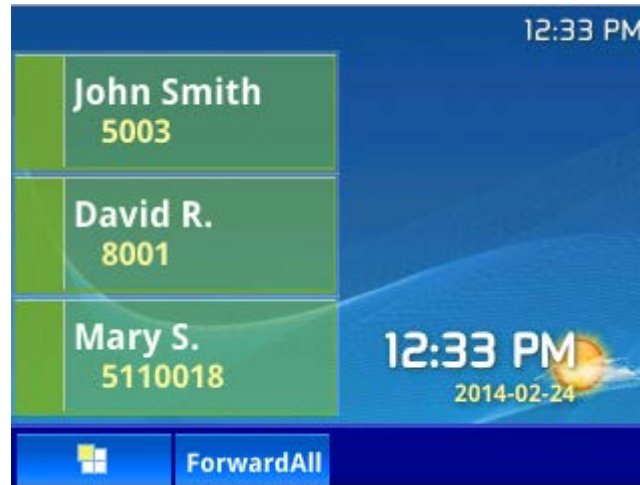 12:33 PM
John Smith
5003
David R.
8001
Mary S.
5110018
12:33 PM
2014-02-24
ForwardAll